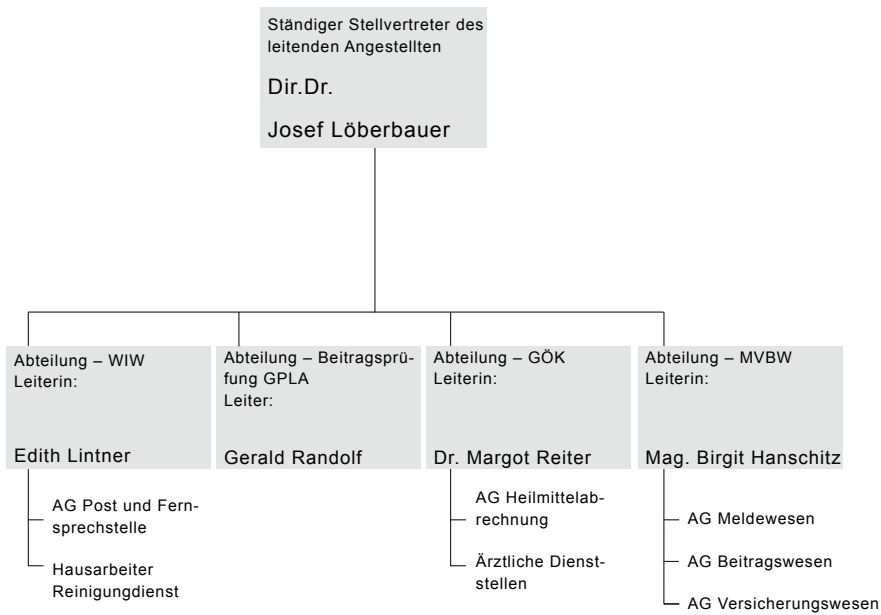 Ständiger Stellvertreter des
leitenden Angestellten
Dir.Dr.
Josef Löberbauer
Abteilung – WIW
Leiterin:
Edith Lintner
AG Post und Fern-
sprechstelle
Hausarbeiter
Reinigungdienst
Abteilung – Beitragsprü-
fung GPLA
Leiter:
Gerald Randolf
Abteilung – GÖK
Leiterin:
Dr. Margot Reiter
AG Heilmittelab-
rechnung
Ärztliche Dienst-
stellen
Abteilung – MVBW
Leiterin:
Mag. Birgit Hanschitz
AG Meldewesen
AG Beitragswesen
AG Versicherungswesen